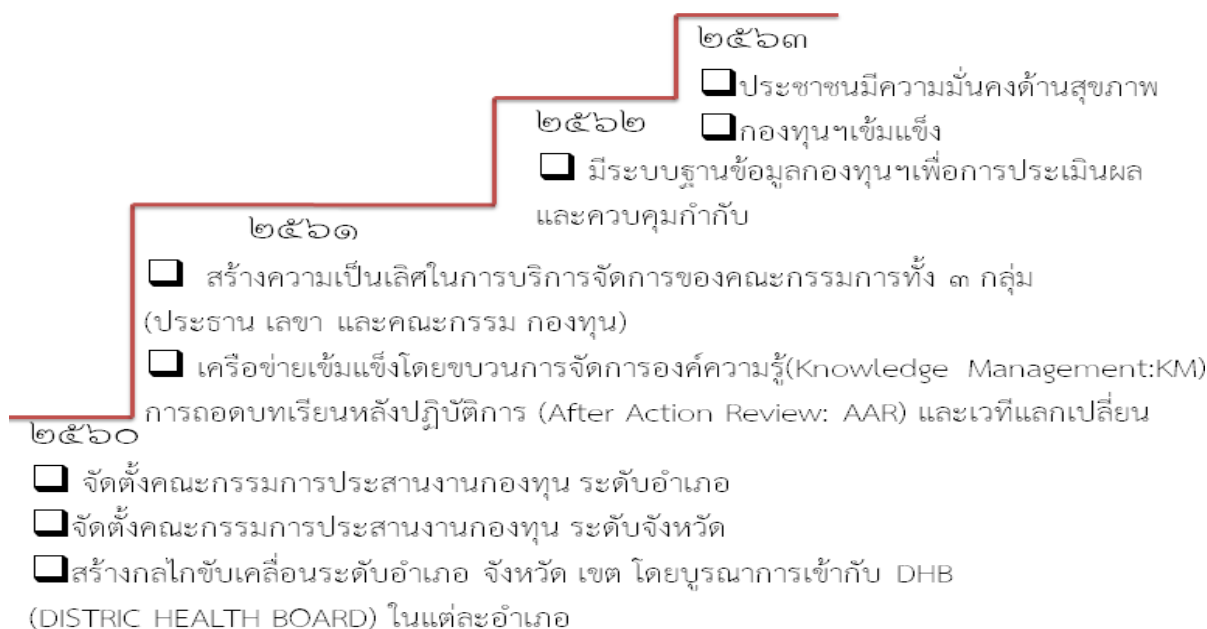 ๒๕๖๓
ประชาชนมีความมั่นคงด้านสุขภาพ
กองทุนฯเข้มแข็ง
๒๕๖๒
มีระบบฐานข้อมูลกองทุนฯเพื่อการประเมินผล
และควบคุมกำกับ
๒๕๖๑
สร้างความเป็นเลิศในการบริการจัดการของคณะกรรมการทั้ง ๓ กลุ่ม
(ประธาน เลขา และคณะกรรม กองทุน)
เครือข่ายเข้มแข็งโดยขบวนการจัดการองค์ความรู้(Knowledge Management:KM)
การถอดบทเรียนหลังปฏิบัติการ (After Action Review: AAR) และเวทีแลกเปลี่ยน
๒๕๖๐
จัดตั้งคณะกรรมการประสานงานกองทุน ระดับอำเภอ
จัดตั้งคณะกรรมการประสานงานกองทุน ระดับจังหวัด
สร้างกลไกขับเคลื่อนระดับอำเภอ จังหวัด เขต โดยบูรณาการเข้ากับ DHB
(DISTRIC HEALTH BOARD) ในแต่ละอำเภอ